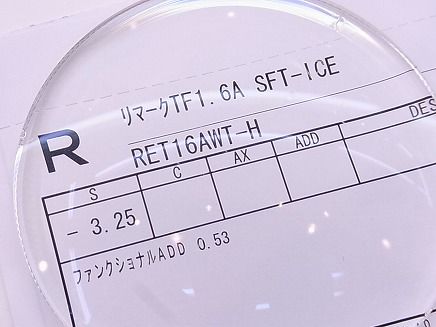 ﾘﾏｰｸTF1.6A SFT-ICE
R
RET16AWT-H
S C AX ADD DES
- 3.25
ﾌｧﾝｸｼｮﾅﾙADD 0.53